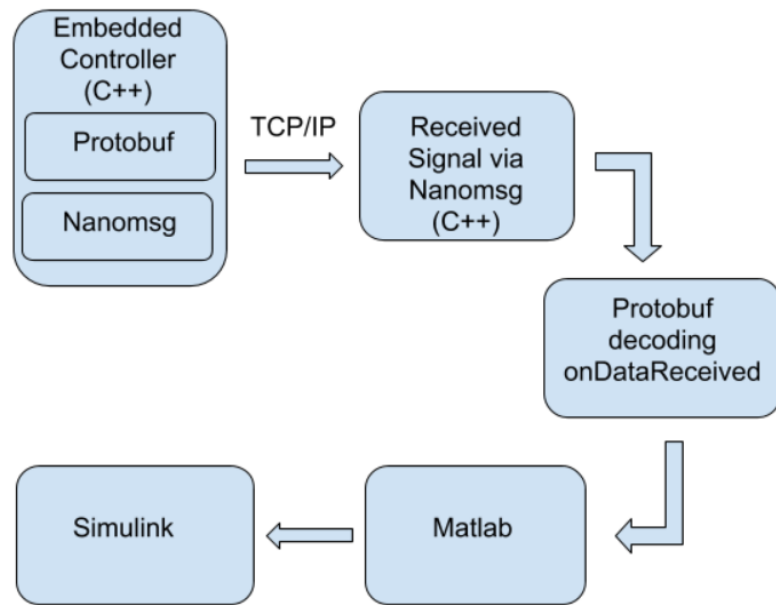 Embedded
Controller
(C++)
Protobuf
Nanomsg
TCP/IP
Received
Signal via
Nanomsg
(C++)
Protobuf
decoding
onDataReceived
Matlab
Simulink